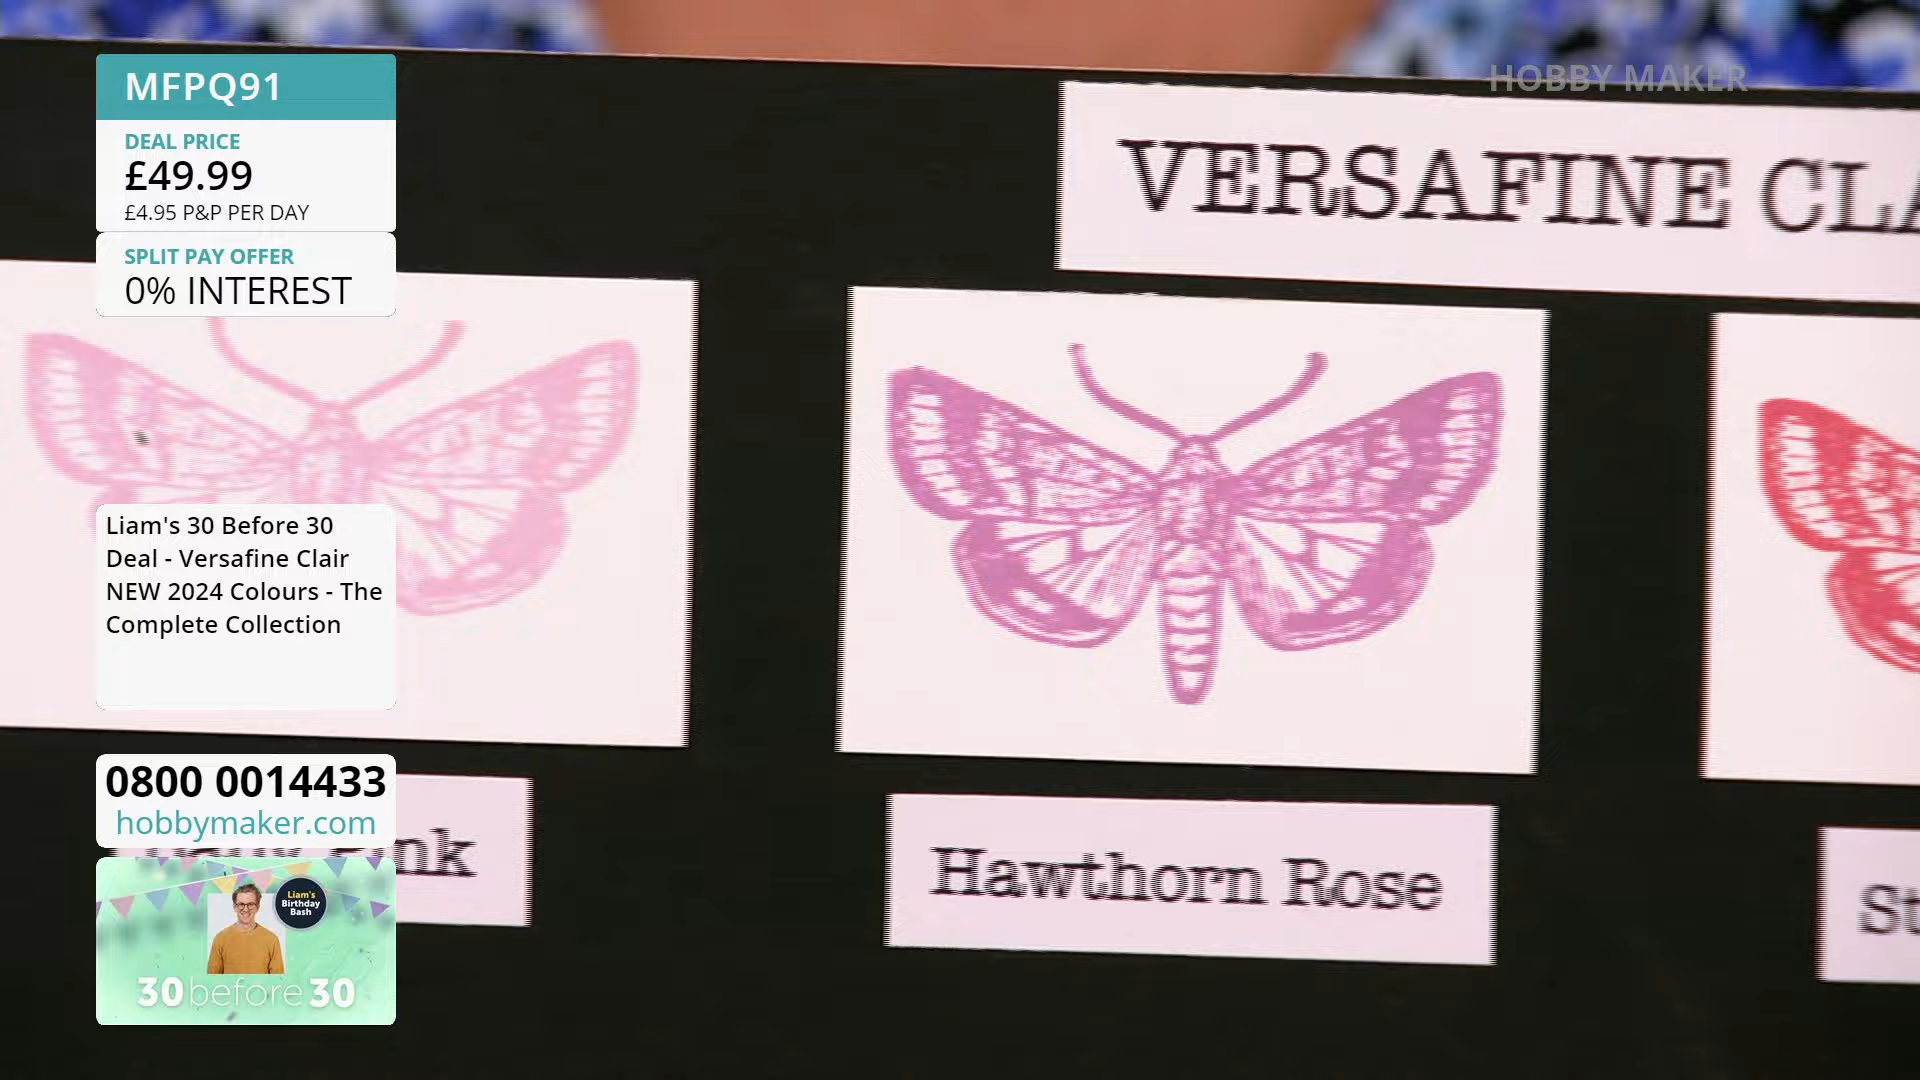 MFPQ91
DEAL PRICE
£49.99
£4.95 P&P PER DAY
SPLIT PAY OFFER
0% INTEREST
HOBBY MAKER
VERSAFINE
Liam's 30 Before 30
Deal - Versafine Clair
NEW 2024 Colours - The
Complete Collection
0800 0014433
hobbymaker.com
Hawthorn Rose
Liam's
Birthday
Bash
30 before 30